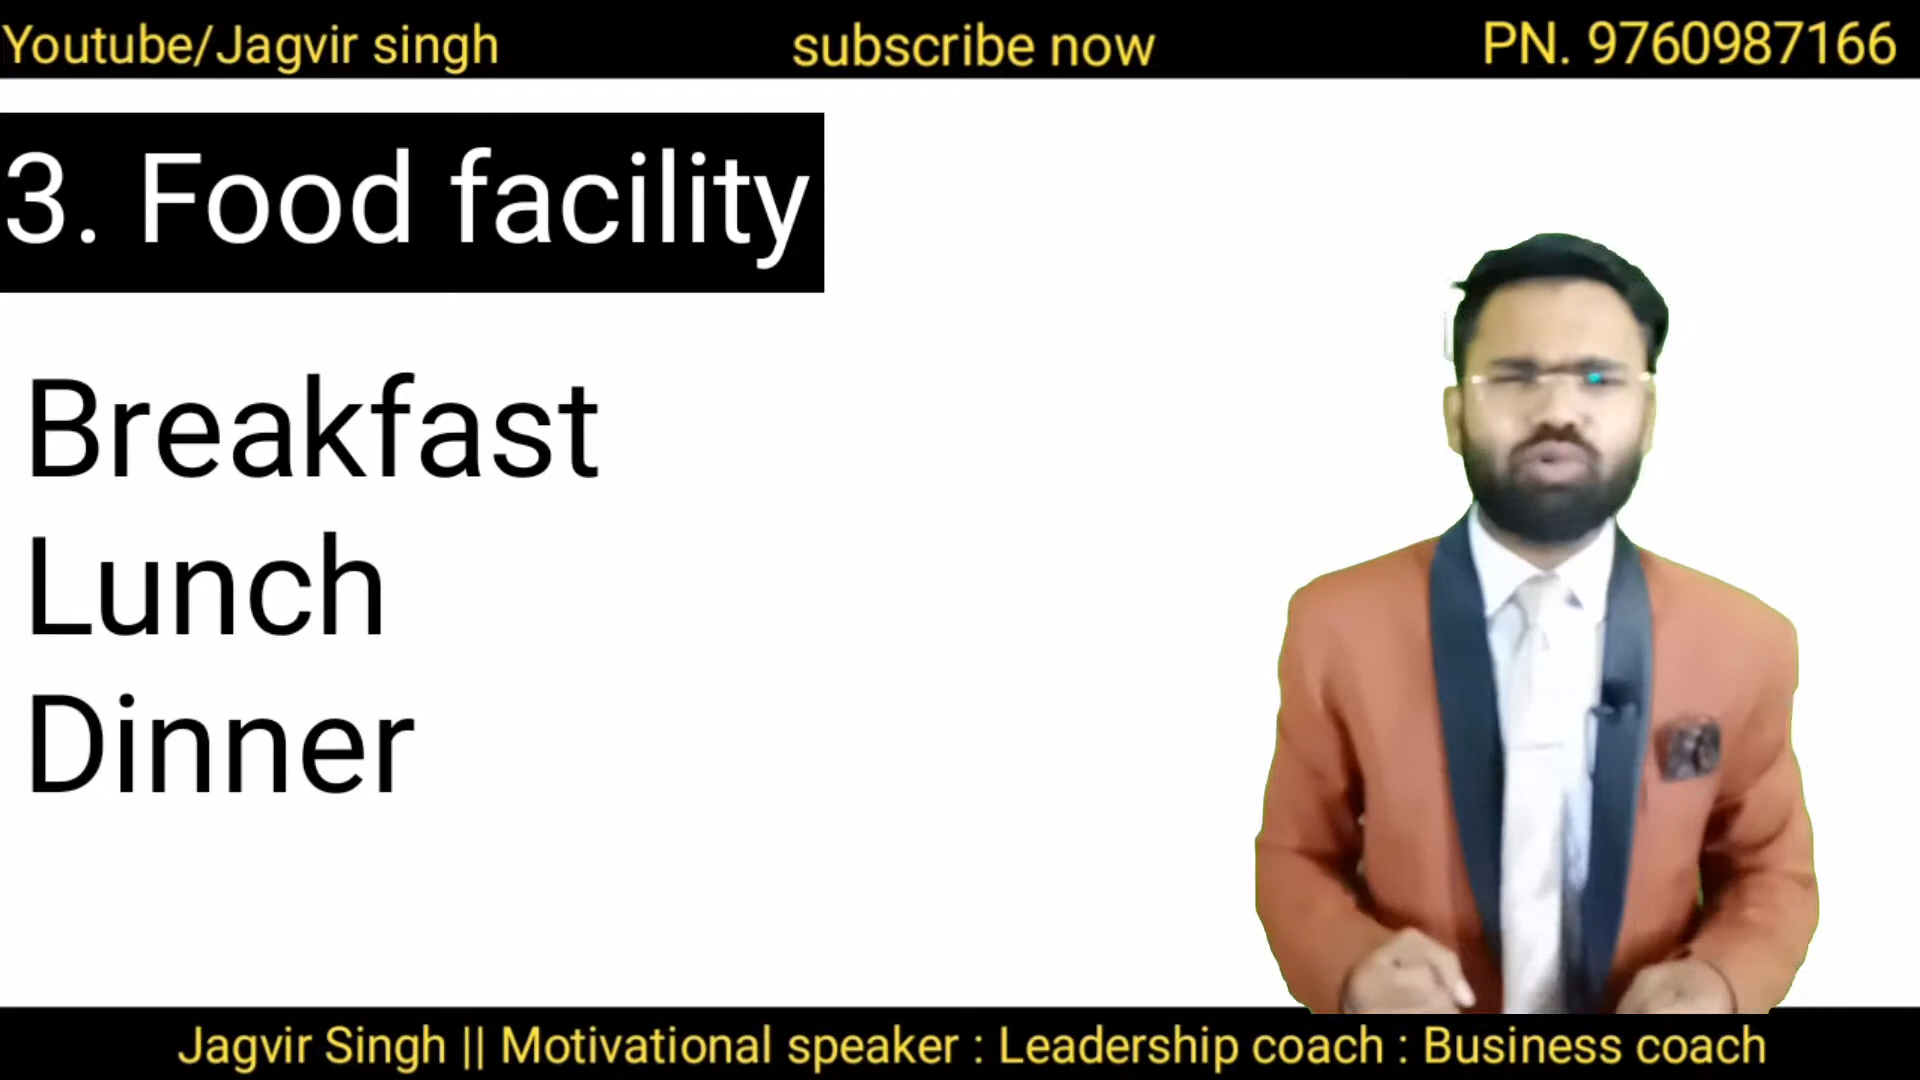 Youtube/Jagvir singh
subscribe now
PN. 9760987166
3. Food facility
Breakfast
Lunch
Dinner
Jagvir Singh || Motivational speaker : Leadership coach : Business coach